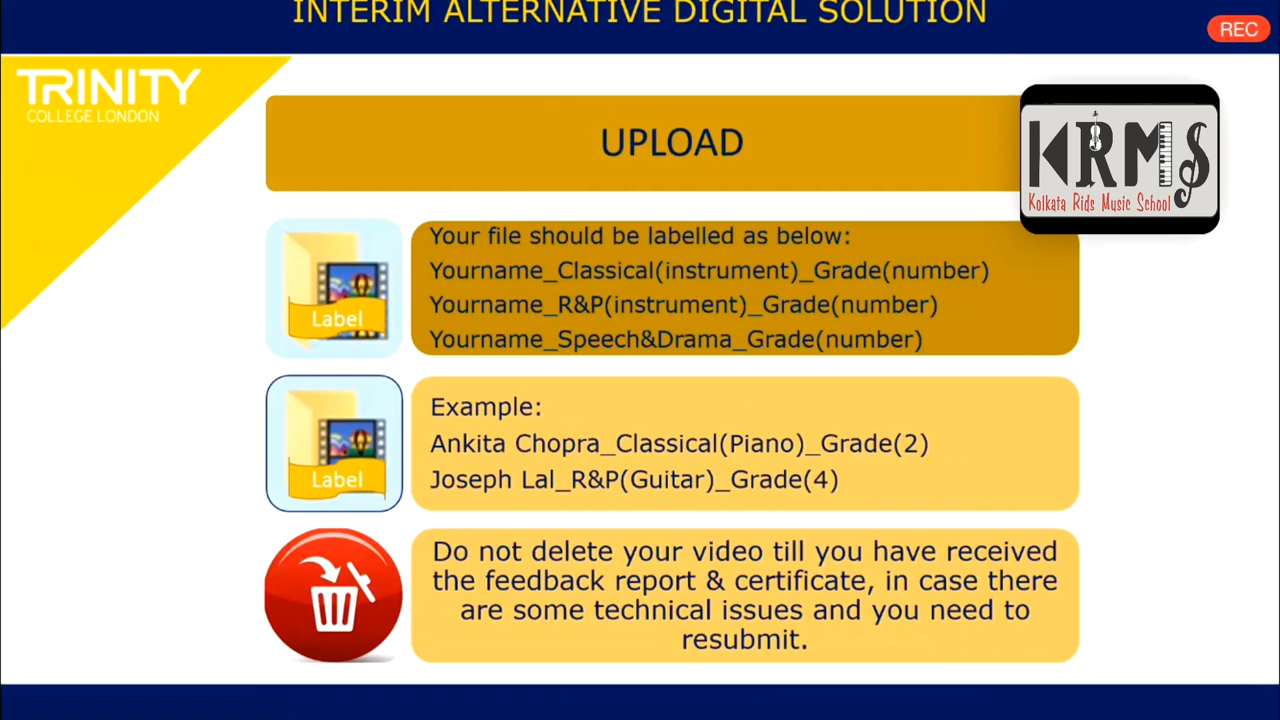 INTERIM ALTERNATIVE DIGITAL SOLUTION
REC
TRINITY
COLLEGE LONDON
UPLOAD
KRMS
Kolkata Rids Music School
Your file should be labelled as below:
Yourname_Classical(instrument)_Grade(number)
Yourname_R&P(instrument)_Grade(number)
Yourname_Speech&Drama_Grade(number)
Label
Example:
Ankita Chopra_Classical(Piano)_Grade(2)
Joseph Lal_R&P(Guitar)_Grade(4)
Label
Do not delete your video till you have received
the feedback report & certificate, in case there
are some technical issues and you need to
resubmit.